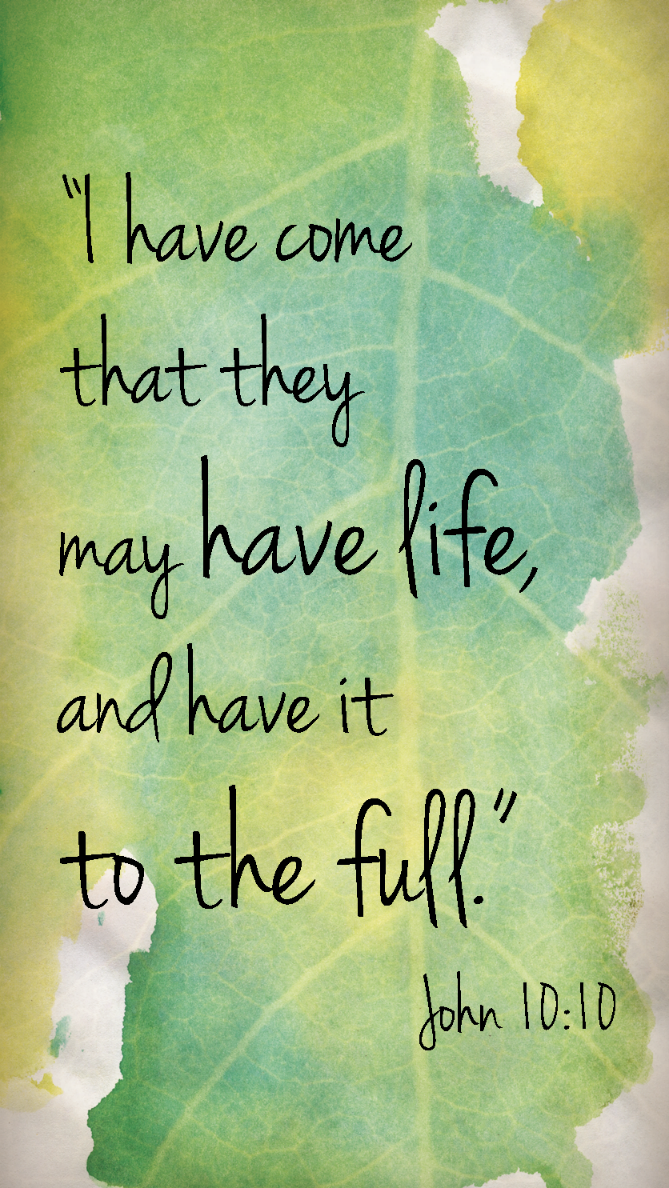 “I have come
that they
may have life,
and have it
to the full.”
John 10:10